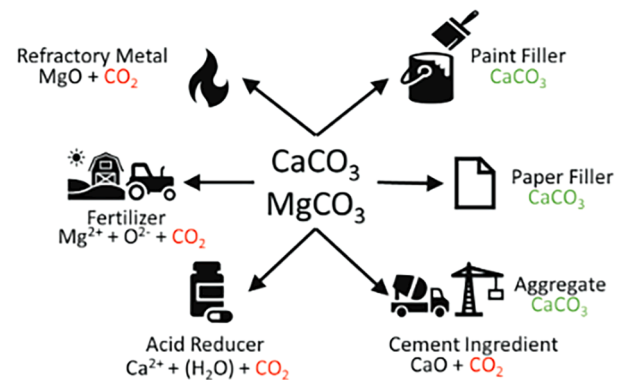 Refractory Metal
MgO + CO₂
Paint Filler
CaCO₃
CaCO₃
MgCO₃
Fertilizer
Mg²⁺ + O²⁻ + CO₂
Paper Filler
CaCO₃
Acid Reducer
Ca²⁺ + (H₂O) + CO₂
Aggregate
CaCO₃
Cement Ingredient
CaO + CO₂